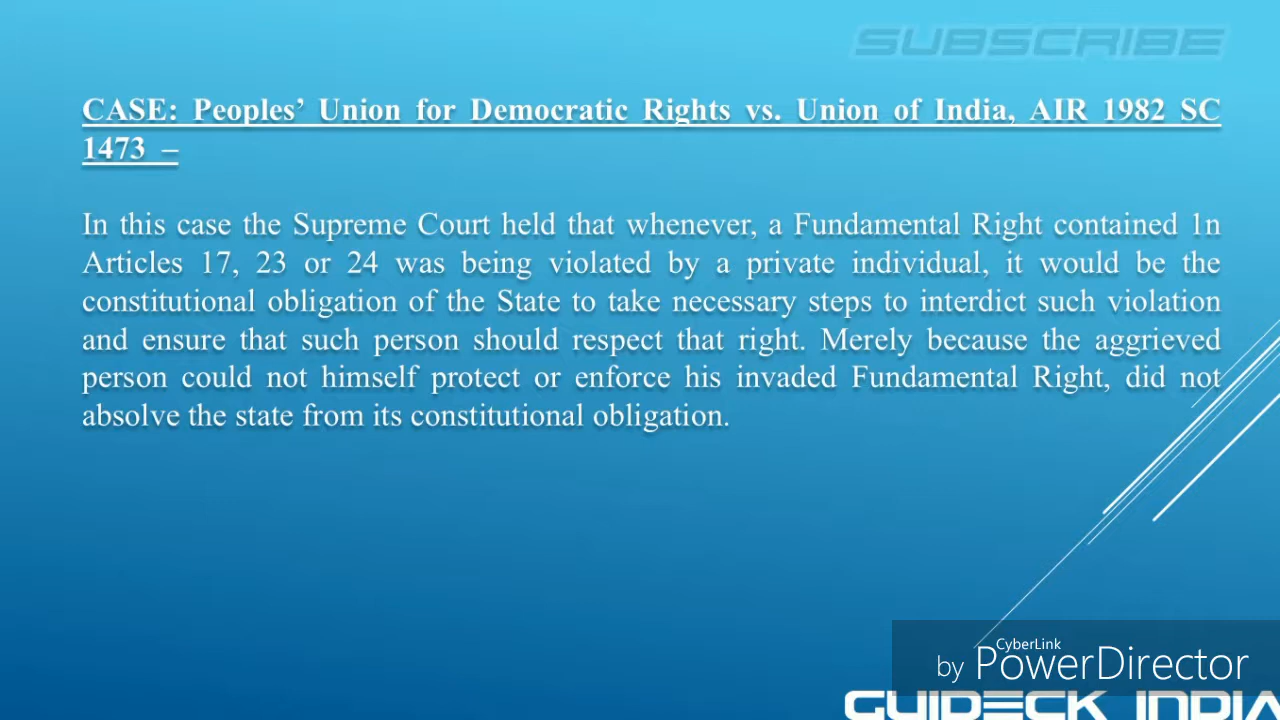 SUBSCRIBE
CASE: Peoples’ Union for Democratic Rights vs. Union of India, AIR 1982 SC
1473 –
In this case the Supreme Court held that whenever, a Fundamental Right contained 1n
Articles 17, 23 or 24 was being violated by a private individual, it would be the
constitutional obligation of the State to take necessary steps to interdict such violation
and ensure that such person should respect that right. Merely because the aggrieved
person could not himself protect or enforce his invaded Fundamental Right, did not
absolve the state from its constitutional obligation.
CyberLink
by PowerDirector
GUIDECK INDIA